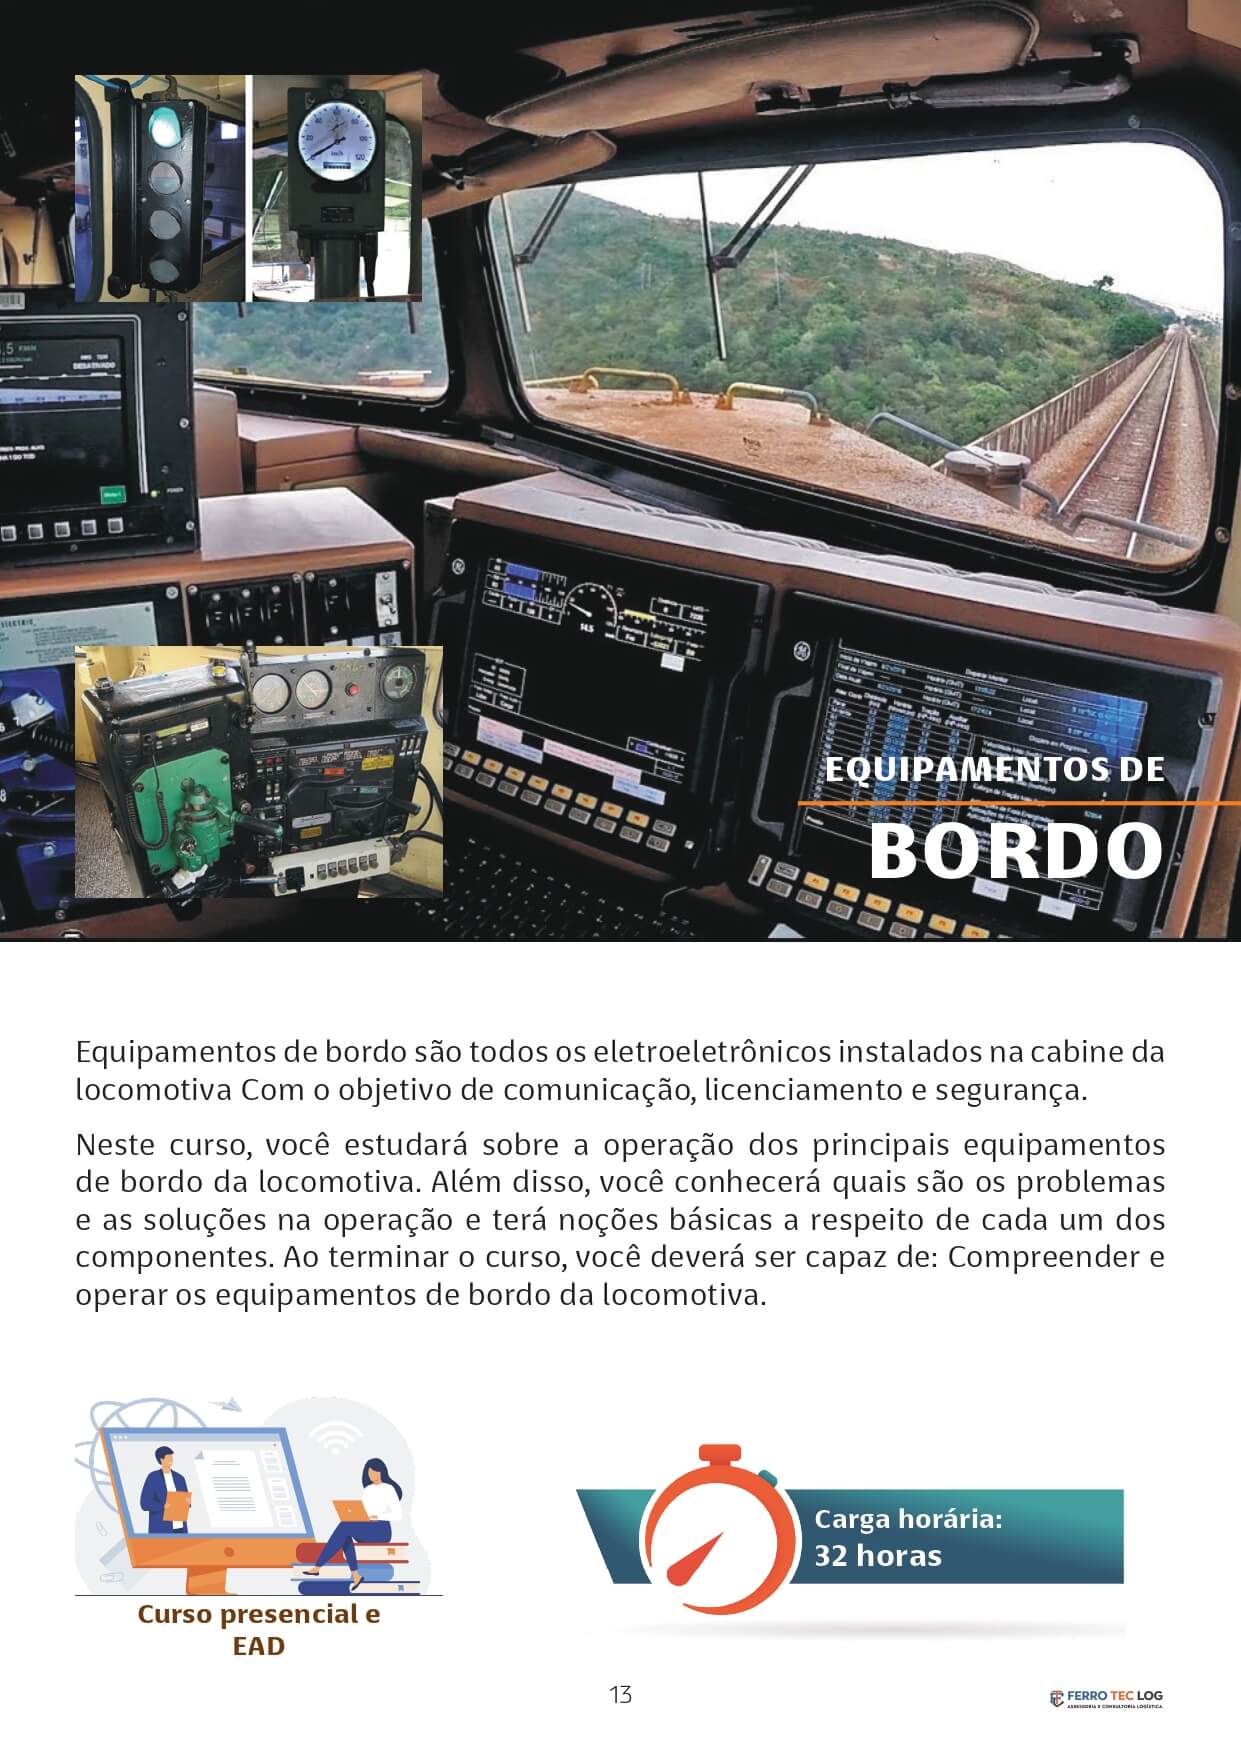 DESATIVADO
EQUIPAMENTOS DE
BORDO
Equipamentos de bordo são todos os eletroeletrônicos instalados na cabine da
locomotiva Com o objetivo de comunicação, licenciamento e segurança.
Neste curso, você estudará sobre a operação dos principais equipamentos
de bordo da locomotiva. Além disso, você conhecerá quais são os problemas
e as soluções na operação e terá noções básicas a respeito de cada um dos
componentes. Ao terminar o curso, você deverá ser capaz de: Compreender e
operar os equipamentos de bordo da locomotiva.
Curso presencial e
EAD
Carga horária:
32 horas
13
FERRO TEC LOG
ASSESSORIA E CONSULTORIA LOGÍSTICA